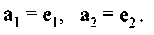 a₁ = e₁, a₂ = e₂.